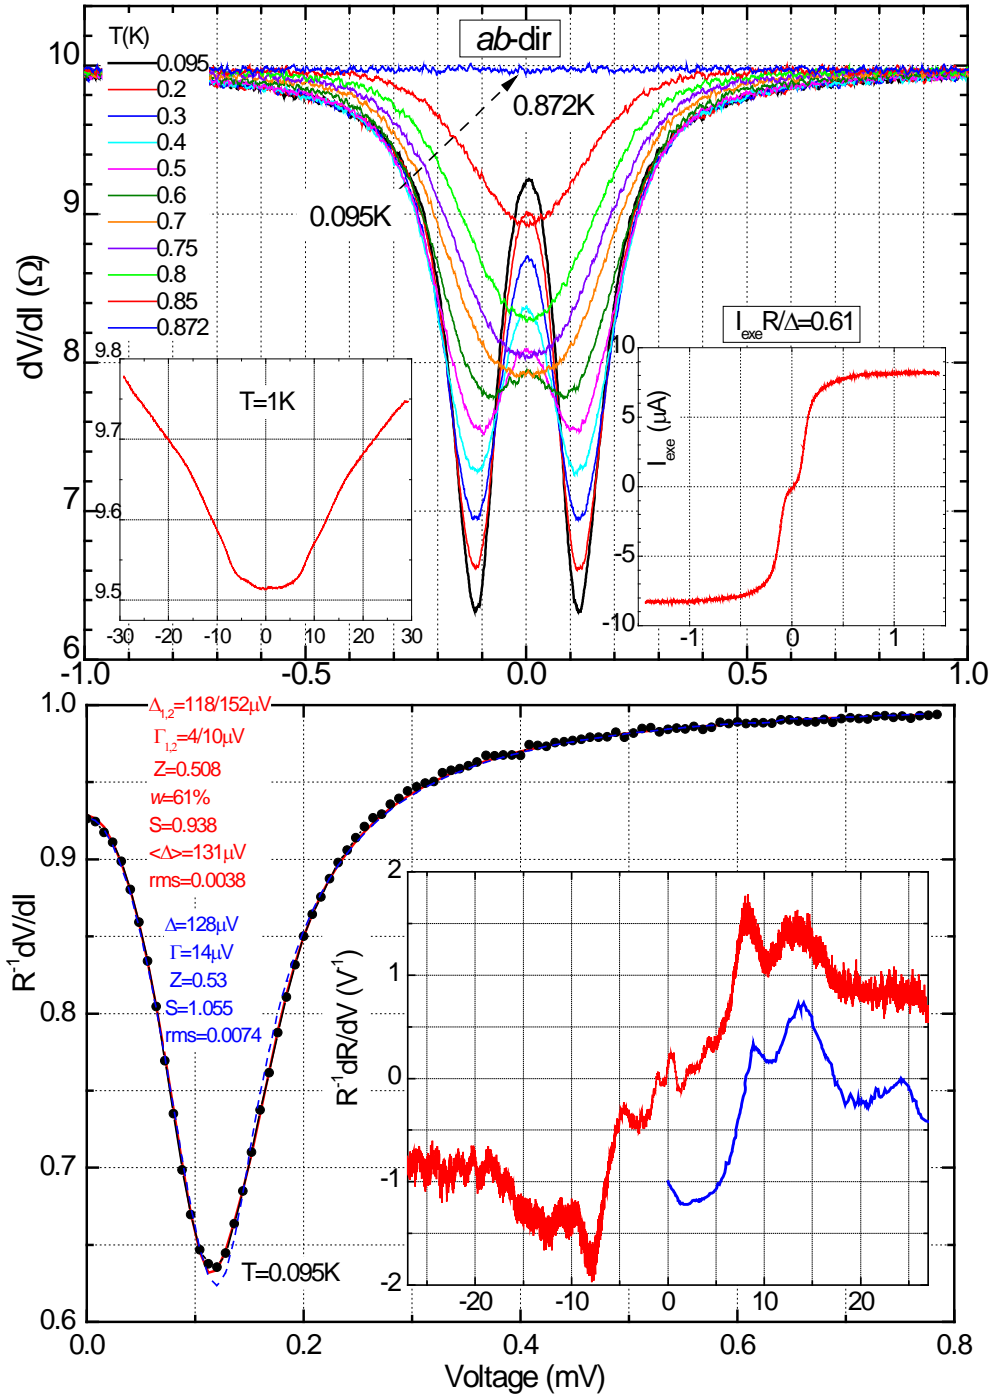 T(K)
0.095
0.2
0.3
0.4
0.5
0.6
0.7
0.75
0.8
0.85
0.872
ab-dir
0.872K
0.095K
dV/dI (Ω)
10
9
8
7
6
-1.0
-0.5
0.0
0.5
1.0
T=1K
9.8
9.7
9.6
9.5
-30
-20
-10
0
10
20
30
I_exe R/Δ=0.61
I_exe (μA)
10
5
0
-5
-10
-1
0
1
Δ_1,2=118/152μV
Γ_1,2=4/10μV
Z=0.508
w=61%
S=0.938
<Δ>=131μV
rms=0.0038
Δ=128μV
Γ=14μV
Z=0.53
S=1.055
rms=0.0074
T=0.095K
R⁻¹dV/dI
1.0
0.9
0.8
0.7
0.6
0.0
0.2
0.4
0.6
0.8
Voltage (mV)
R⁻¹dR/dV (V⁻¹)
2
1
0
-1
-2
-20
-10
0
10
20